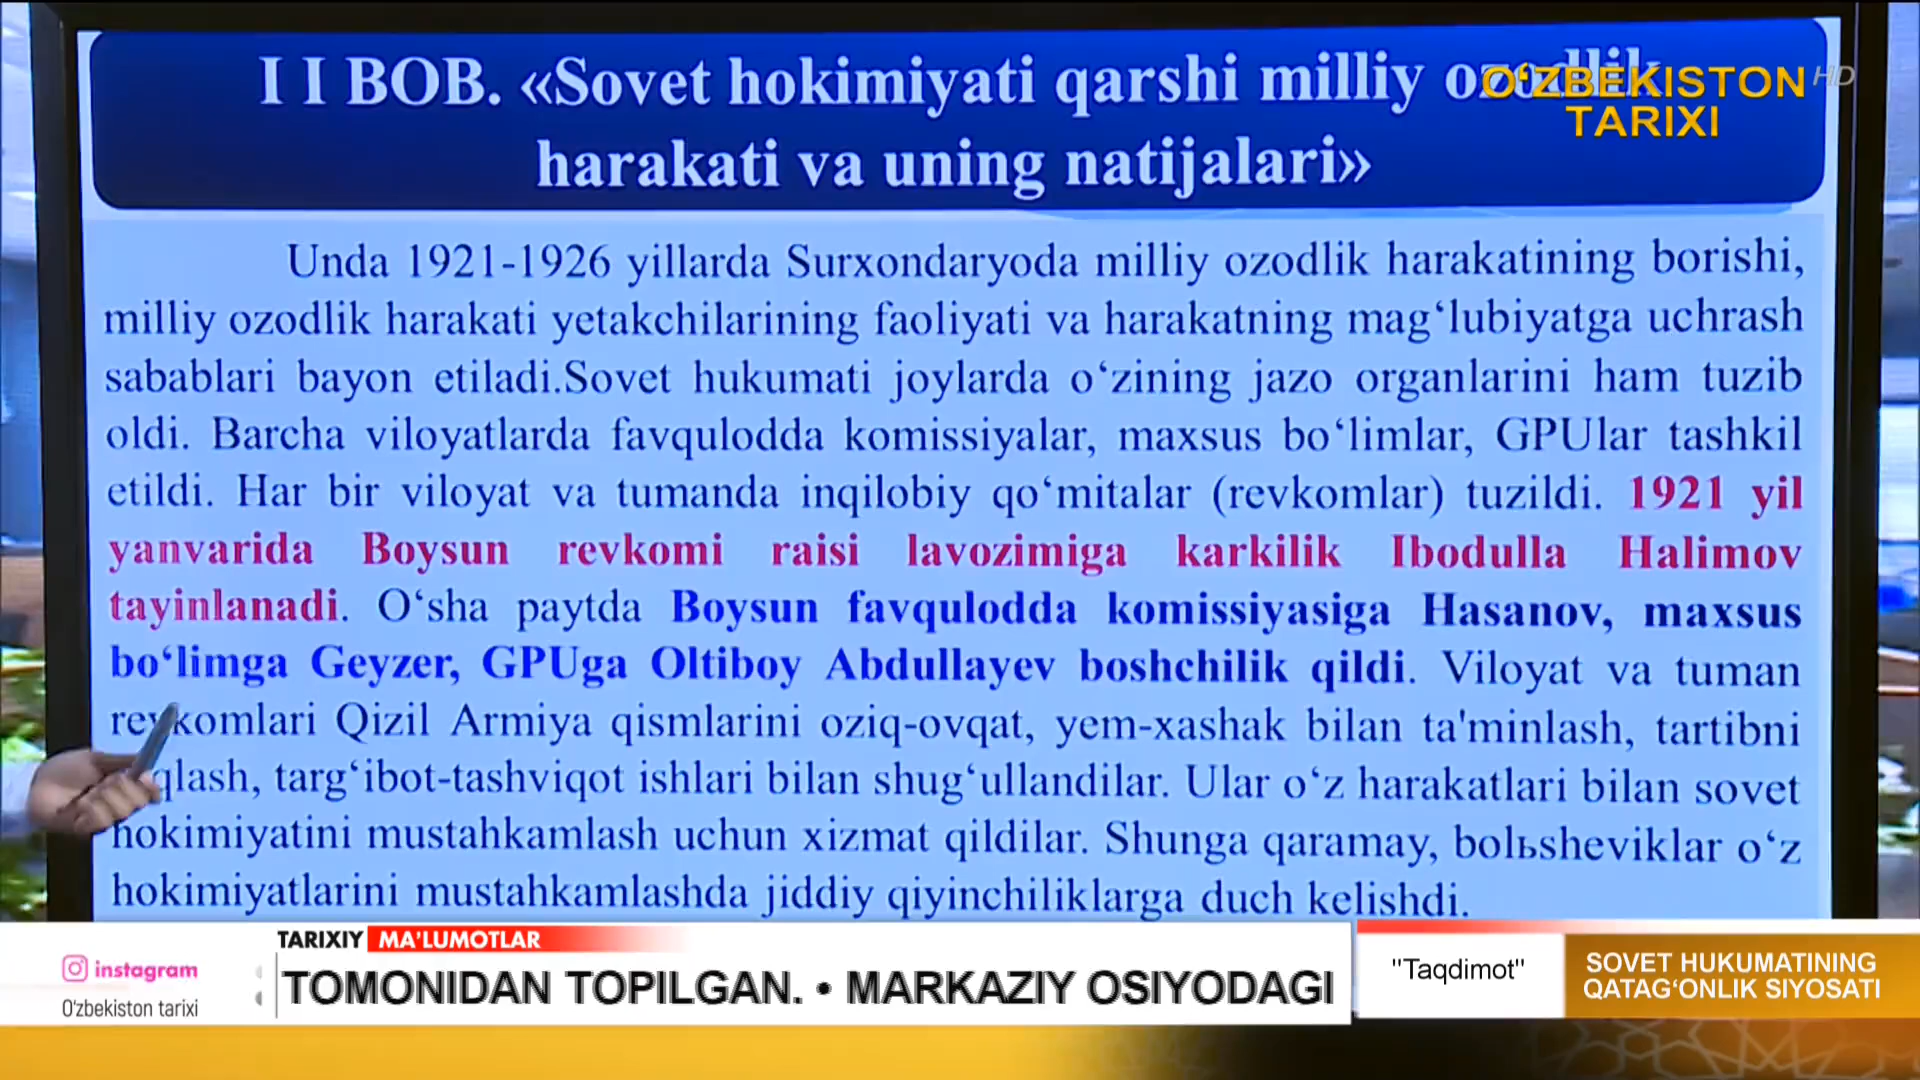 I I BOB. «Sovet hokimiyati qarshi milliy ozodlik
harakati va uning natijalari»
O‘ZBEKISTON HD
TARIXI
Unda 1921-1926 yillarda Surxondaryoda milliy ozodlik harakatining borishi,
milliy ozodlik harakati yetakchilarining faoliyati va harakatning mag‘lubiyatga uchrash
sabablari bayon etiladi.Sovet hukumati joylarda o‘zining jazo organlarini ham tuzib
oldi. Barcha viloyatlarda favqulodda komissiyalar, maxsus bo‘limlar, GPUlar tashkil
etildi. Har bir viloyat va tumanda inqilobiy qo‘mitalar (revkomlar) tuzildi. 1921 yil
yanvarida Boysun revkomi raisi lavozimiga karkilik Ibodulla Halimov
tayinlanadi. O‘sha paytda Boysun favqulodda komissiyasiga Hasanov, maxsus
bo‘limga Geyzer, GPUga Oltiboy Abdullayev boshchilik qildi. Viloyat va tuman
revkomlari Qizil Armiya qismlarini oziq-ovqat, yem-xashak bilan ta'minlash, tartibni
qlash, targ‘ibot-tashviqot ishlari bilan shug‘ullandilar. Ular o‘z harakatlari bilan sovet
hokimiyatini mustahkamlash uchun xizmat qildilar. Shunga qaramay, bolьsheviklar o‘z
hokimiyatlarini mustahkamlashda jiddiy qiyinchiliklarga duch kelishdi.
TARIXIY MA'LUMOTLAR
instagram
O'zbekiston tarixi
TOMONIDAN TOPILGAN. • MARKAZIY OSIYODAGI
"Taqdimot"
SOVET HUKUMATINING
QATAG‘ONLIK SIYOSATI